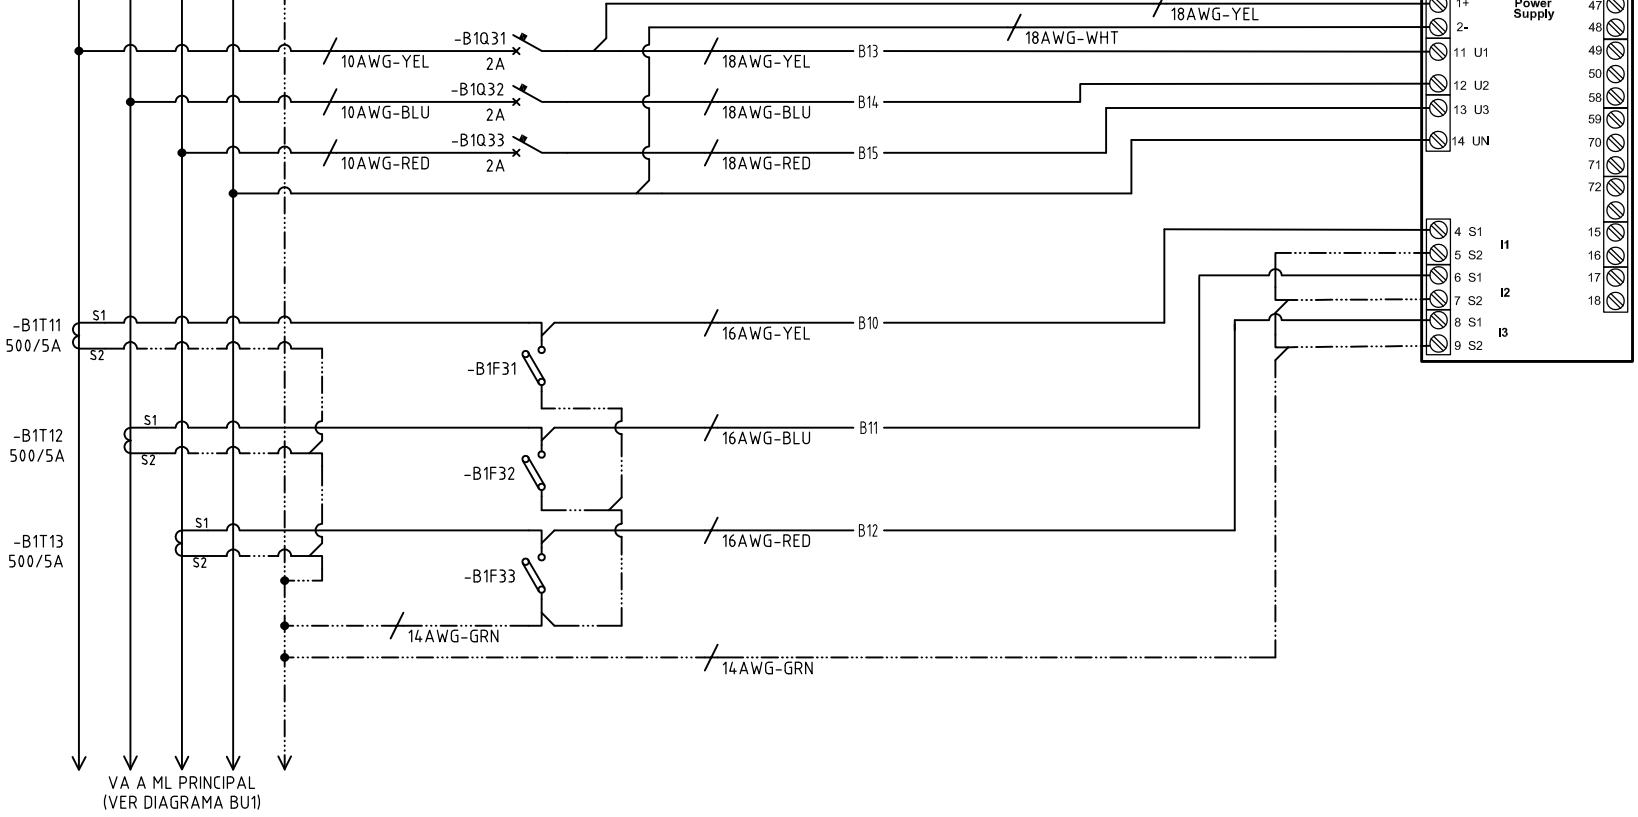 18AWG-YEL
1+
Power
Supply
47
18AWG-WHT
2-
48
-B1Q31
2A
10AWG-YEL
18AWG-YEL
B13
11 U1
49
50
-B1Q32
2A
10AWG-BLU
18AWG-BLU
B14
12 U2
58
-B1Q33
2A
10AWG-RED
18AWG-RED
B15
13 U3
59
14 UN
70
71
72
4 S1
I1
5 S2
15
16
6 S1
I2
7 S2
17
18
8 S1
I3
9 S2
-B1T11
500/5A
S1
S2
-B1F31
16AWG-YEL
B10
-B1T12
500/5A
S1
S2
-B1F32
16AWG-BLU
B11
-B1T13
500/5A
S1
S2
-B1F33
16AWG-RED
B12
14AWG-GRN
14AWG-GRN
VA A ML PRINCIPAL
(VER DIAGRAMA BU1)